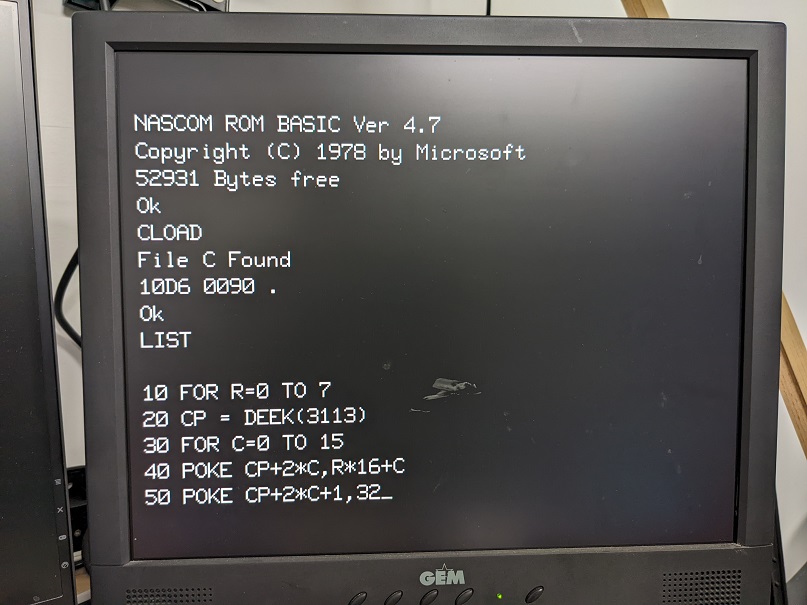 NASCOM ROM BASIC Ver 4.7
Copyright (C) 1978 by Microsoft
52931 Bytes free
Ok
CLOAD
File C Found
10D6 0090 .
Ok
LIST
10 FOR R=0 TO 7
20 CP = DEEK(3113)
30 FOR C=0 TO 15
40 POKE CP+2*C,R*16+C
50 POKE CP+2*C+1,32_
GEM